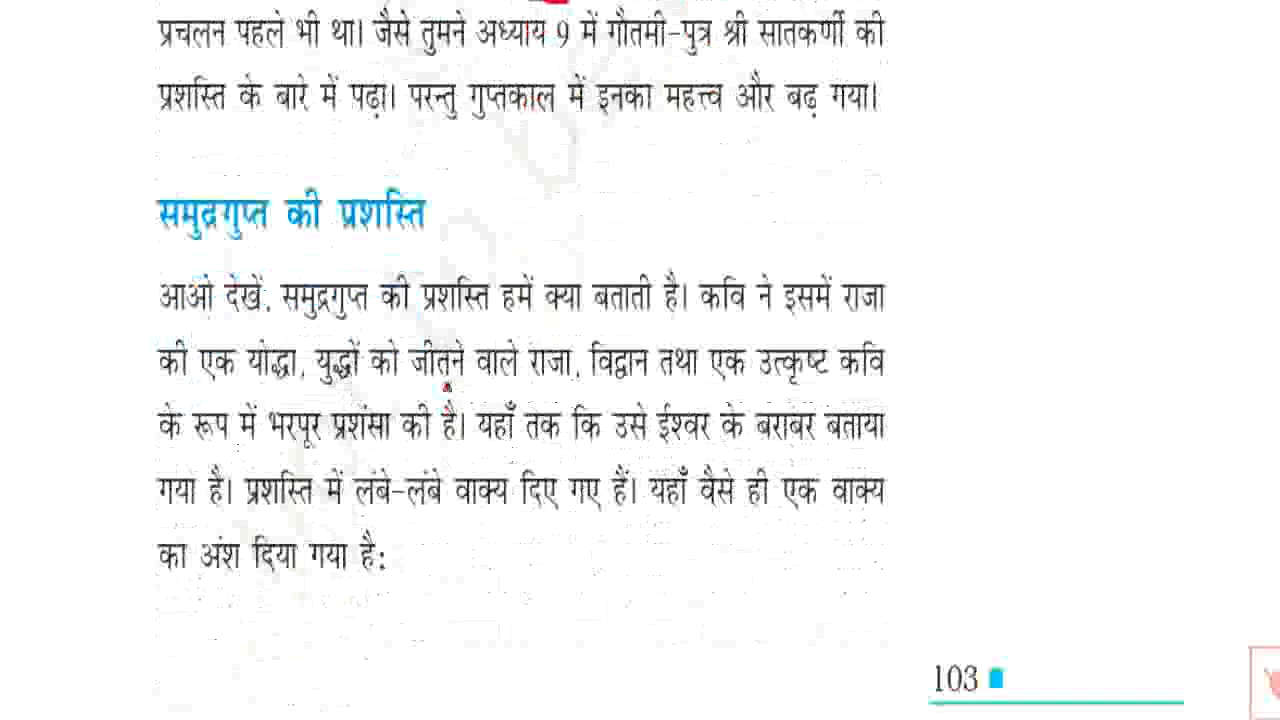 प्रचलन पहले भी था। जैसे तुमने अध्याय 9 में गौतमी-पुत्र श्री सातकर्णी की
प्रशस्ति के बारे में पढ़ा। परन्तु गुप्तकाल में इनका महत्त्व और बढ़ गया।
समुद्रगुप्त की प्रशस्ति
आओ देखें, समुद्रगुप्त की प्रशस्ति हमें क्या बताती है। कवि ने इसमें राजा
की एक योद्धा, युद्धों को जीतने वाले राजा, विद्वान तथा एक उत्कृष्ट कवि
के रूप में भरपूर प्रशंसा की है। यहाँ तक कि उसे ईश्वर के बराबर बताया
गया है। प्रशस्ति में लंबे-लंबे वाक्य दिए गए हैं। यहाँ वैसे ही एक वाक्य
का अंश दिया गया है:
103